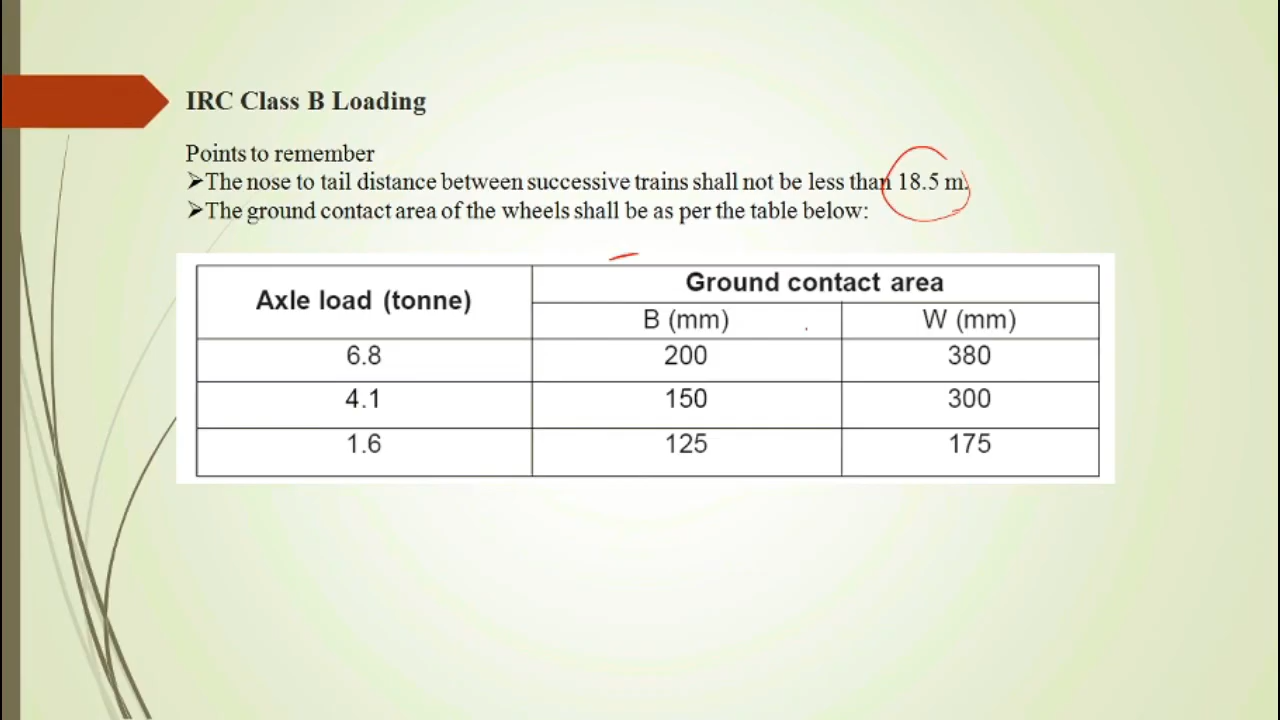 IRC Class B Loading
Points to remember
➢The nose to tail distance between successive trains shall not be less than 18.5 m.
➢The ground contact area of the wheels shall be as per the table below:
Axle load (tonne) Ground contact area
B (mm) W (mm)
6.8 200 380
4.1 150 300
1.6 125 175